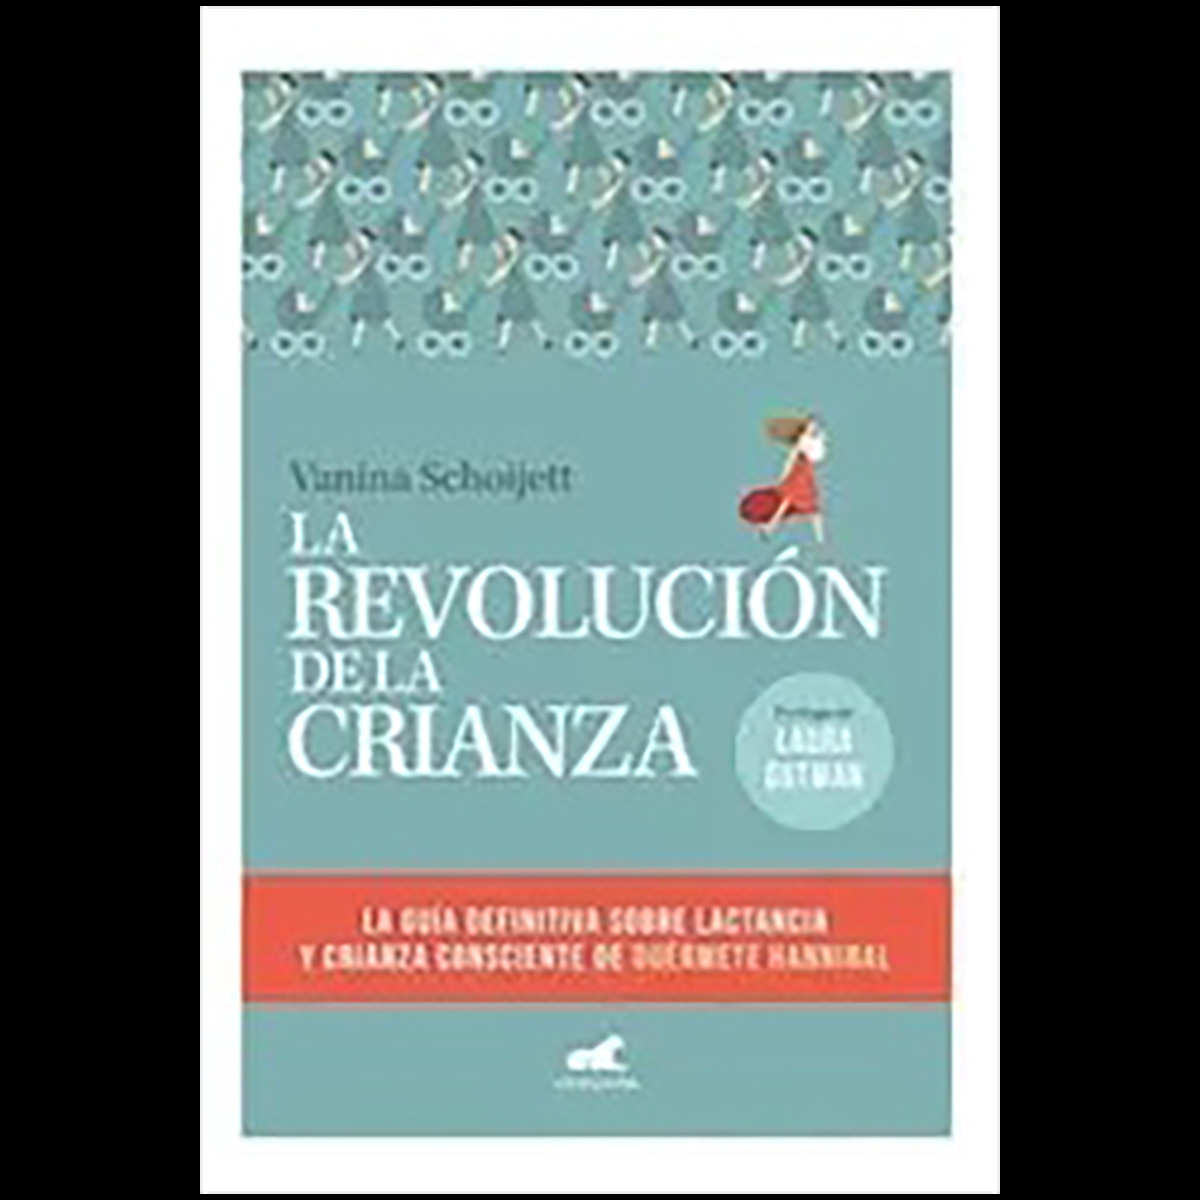 Vanina Schoijett
LA
REVOLUCIÓN
DE LA
CRIANZA
LAURA
GUTMAN
LA GUÍA DEFINITIVA SOBRE LACTANCIA
Y CRIANZA CONSCIENTE DE DUÉRMETE HANNIBAL